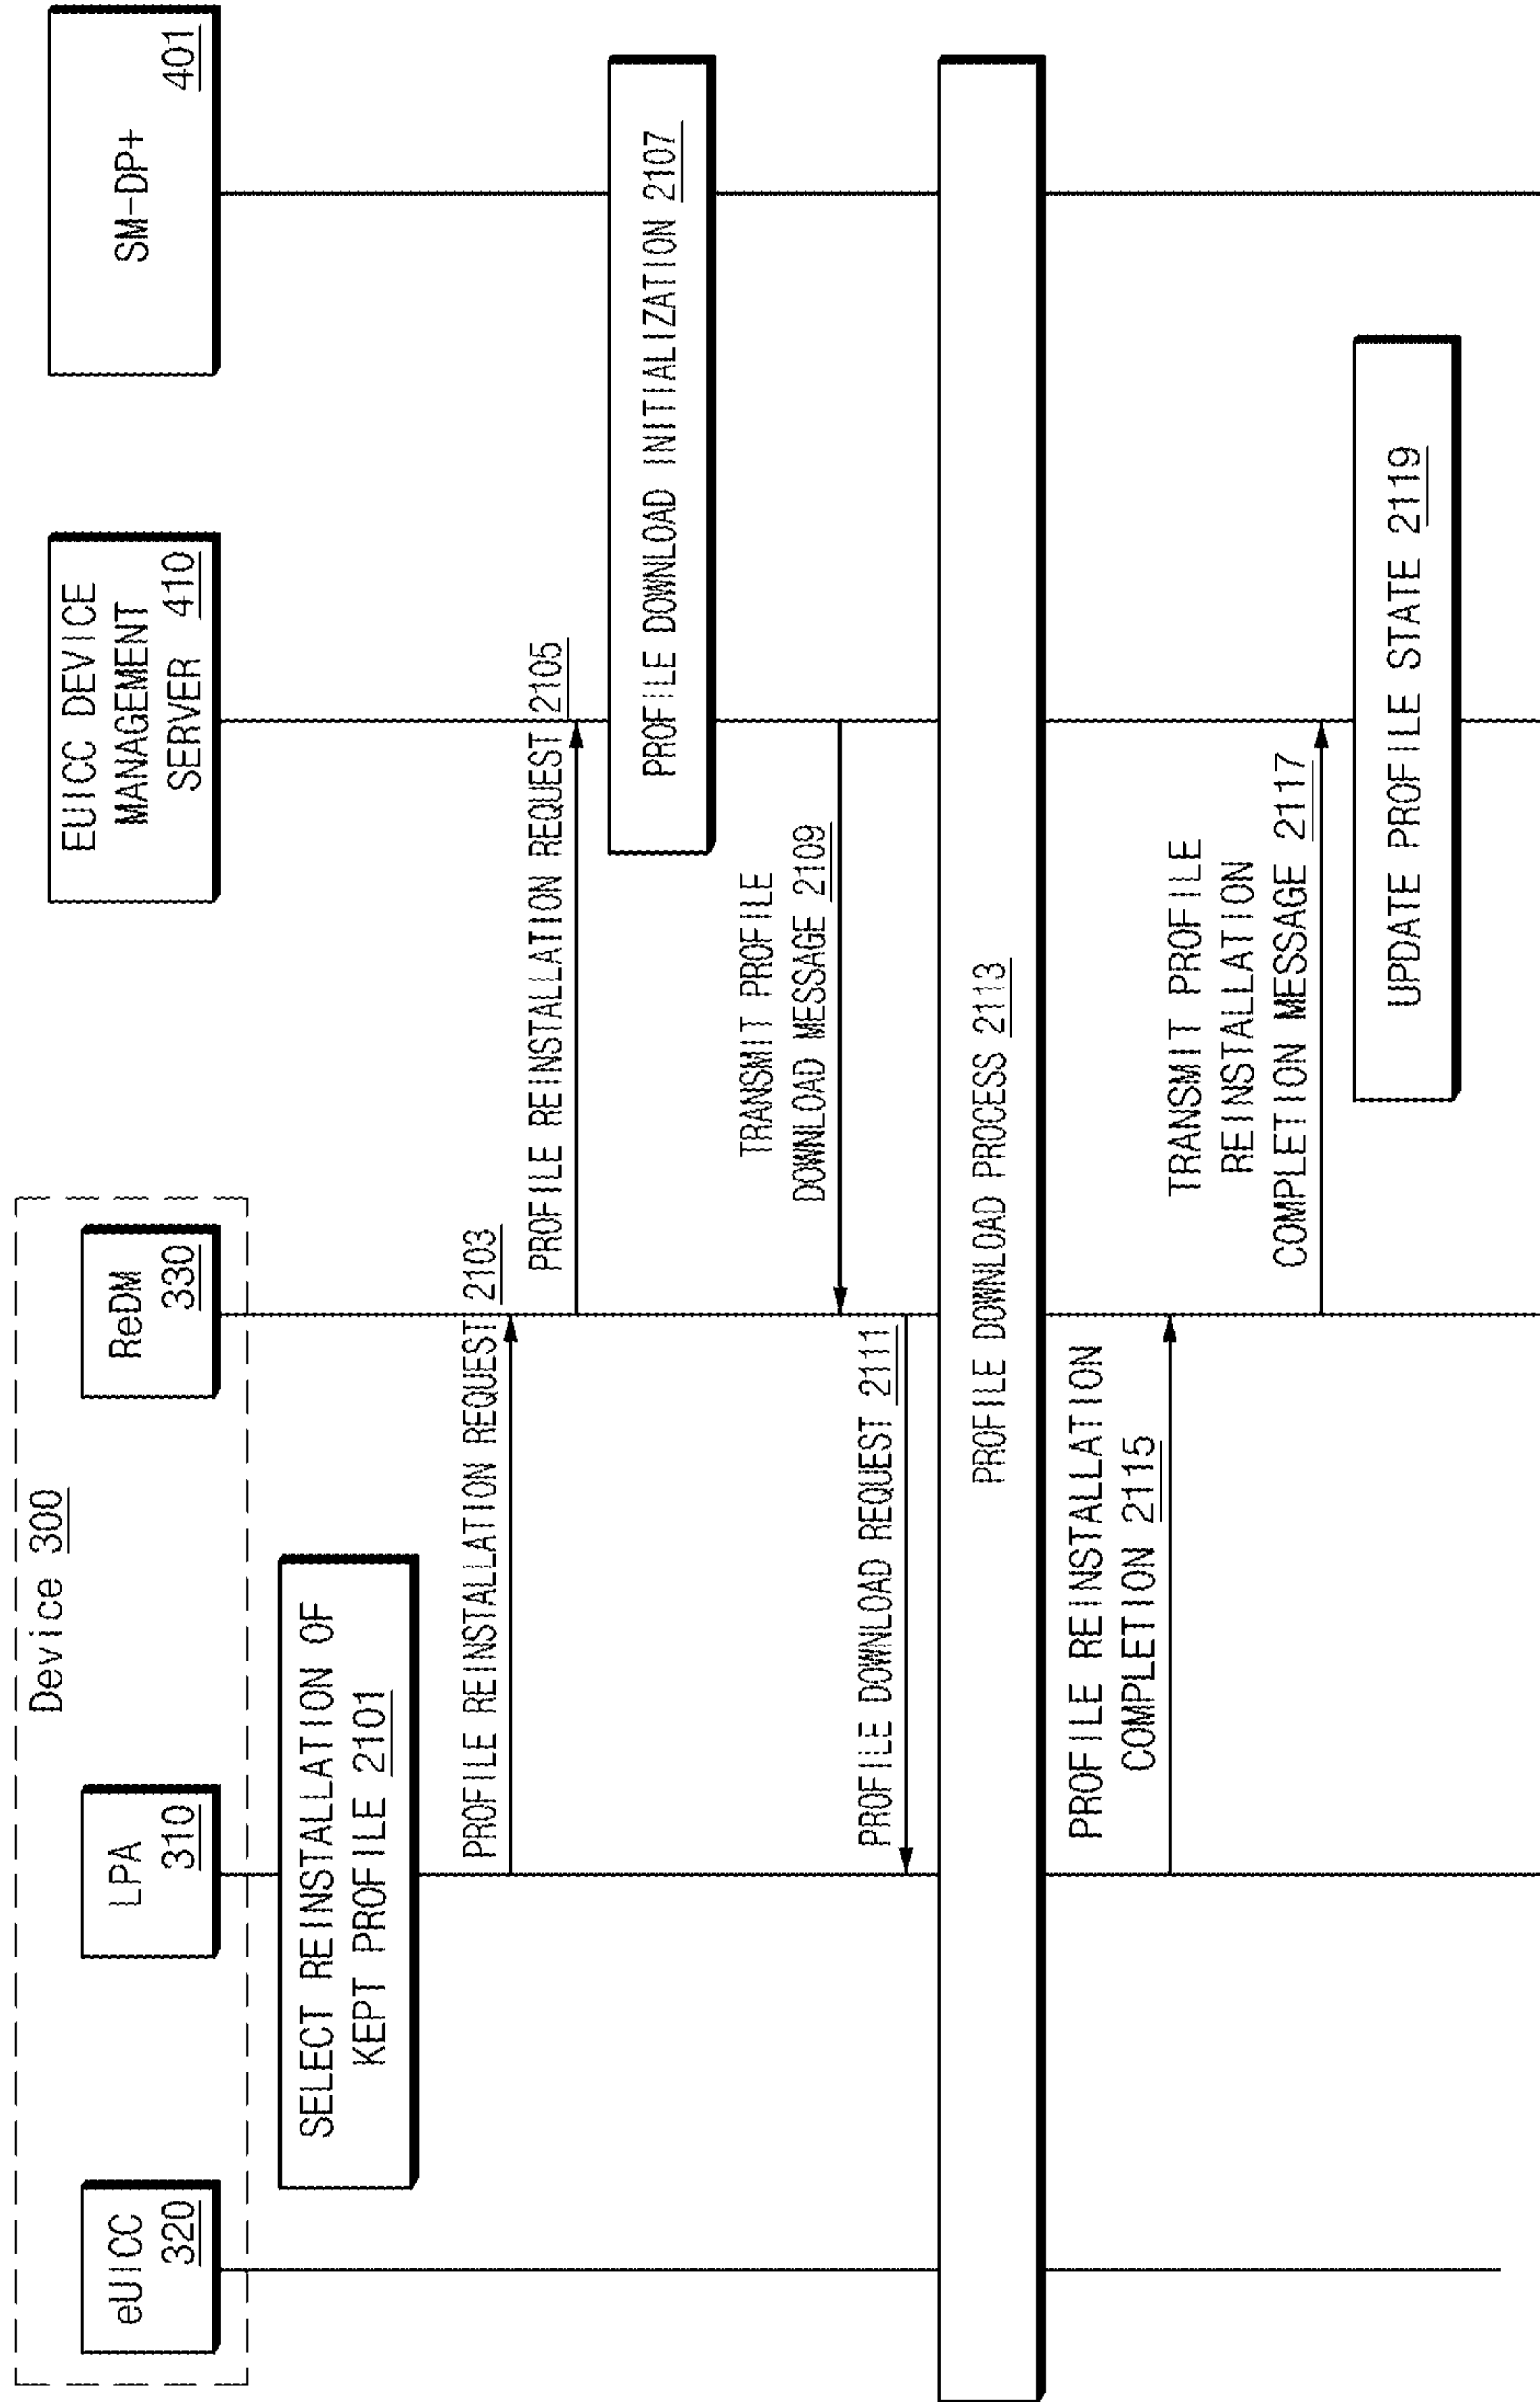 Device 300
eUICC
320
LPA
310
ReDM
330
EUICC DEVICE
MANAGEMENT
SERVER 410
SM-DP+
401
SELECT REINSTALLATION OF
KEPT PROFILE 2101
PROFILE REINSTALLATION REQUEST 2103
PROFILE REINSTALLATION REQUEST 2105
PROFILE DOWNLOAD INITIALIZATION 2107
TRANSMIT PROFILE
DOWNLOAD MESSAGE 2109
PROFILE DOWNLOAD REQUEST 2111
PROFILE DOWNLOAD PROCESS 2113
PROFILE REINSTALLATION
COMPLETION 2115
TRANSMIT PROFILE
REINSTALLATION
COMPLETION MESSAGE 2117
UPDATE PROFILE STATE 2119